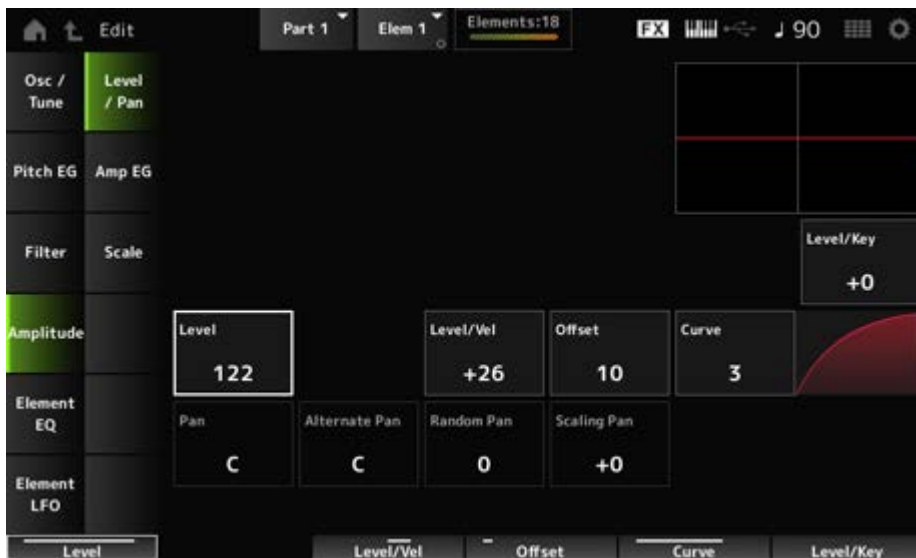 Edit
Part 1
Elem 1
Elements:18
FX
♩ 90
Osc /
Tune
Level
/ Pan
Pitch EG
Amp EG
Filter
Scale
Level/Key
+0
Amplitude
Level
122
Level/Vel
+26
Offset
10
Curve
3
Element
EQ
Pan
C
Alternate Pan
C
Random Pan
0
Scaling Pan
+0
Element
LFO
Level
Level/Vel
Offset
Curve
Level/Key